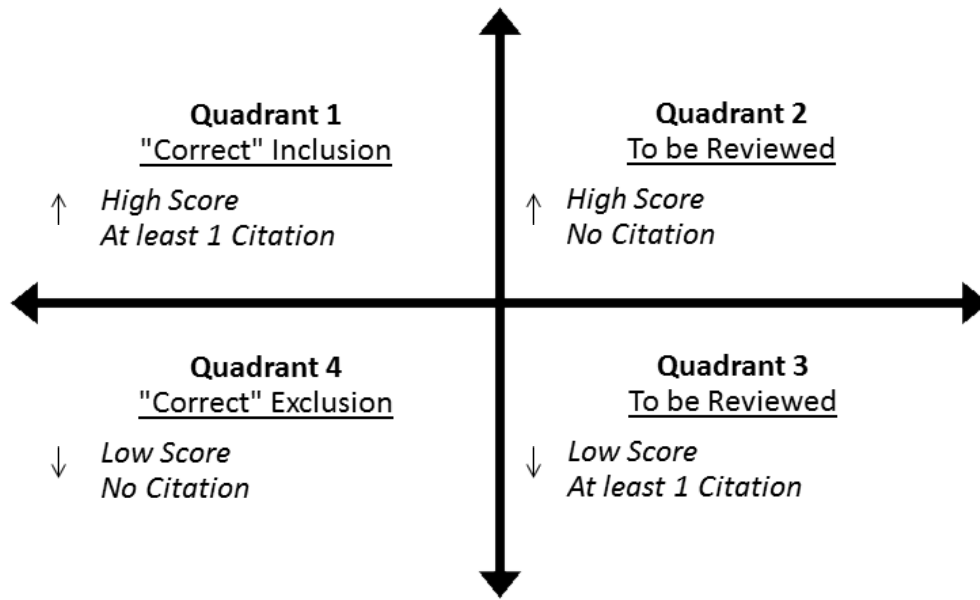 Quadrant 1
"Correct" Inclusion
↑ High Score
At least 1 Citation
Quadrant 2
To be Reviewed
↑ High Score
No Citation
Quadrant 4
"Correct" Exclusion
↓ Low Score
No Citation
Quadrant 3
To be Reviewed
↓ Low Score
At least 1 Citation